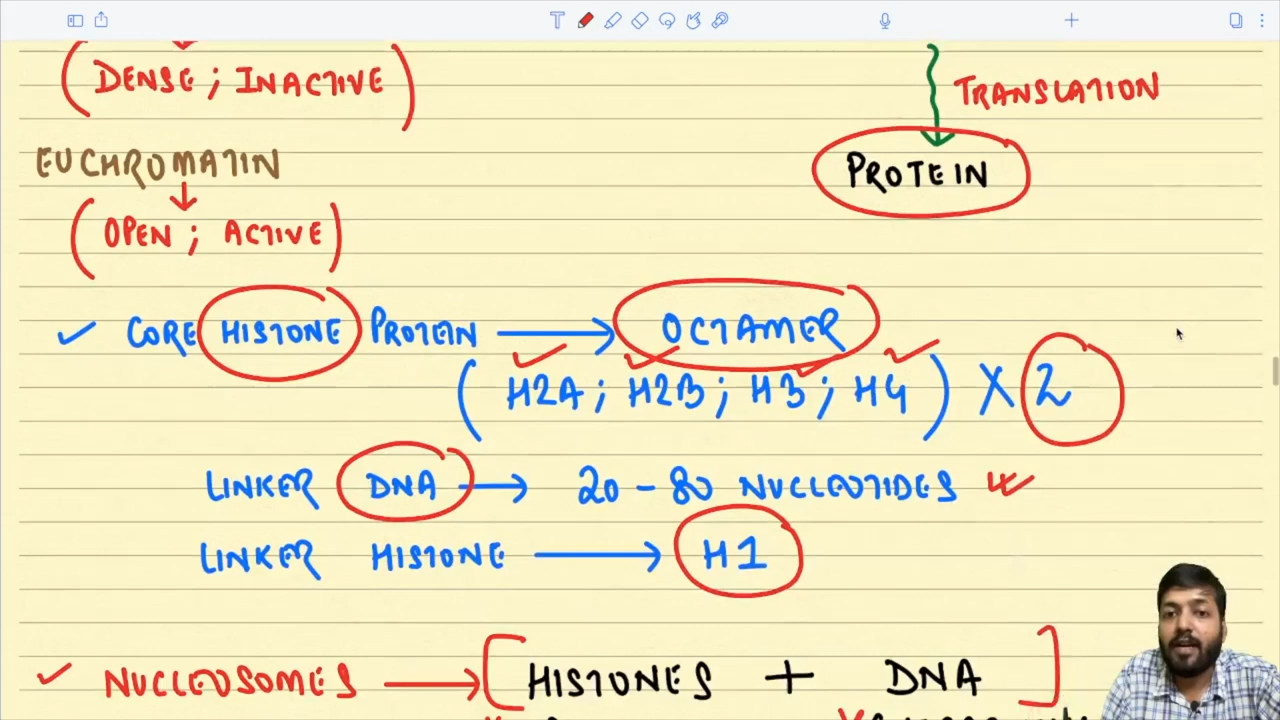 (DENSE ; INACTIVE)
TRANSLATION
EUCHROMATIN
PROTEIN
(OPEN ; ACTIVE)
CORE HISTONE PROTEIN → OCTAMER
(H2A ; H2B ; H3 ; H4) X 2
LINKER DNA → 20 - 80 NUCLEOTIDES
LINKER HISTONE → H1
NUCLEOSOMES → [HISTONES + DNA]